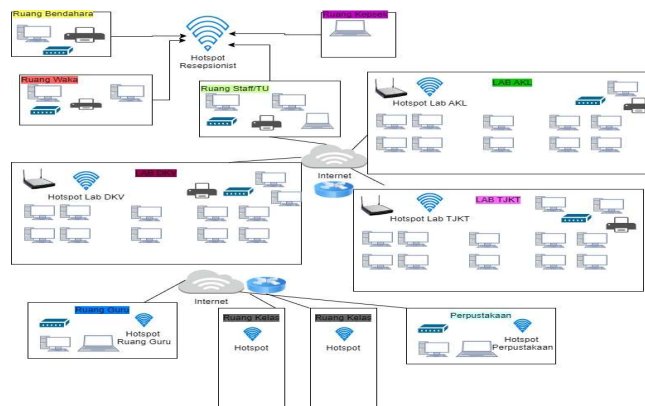 Ruang Bendahara
Hotspot
Resepsionist
Ruang Kepsek
Ruang Waka
Ruang Staff/TU
LAB AKL
Hotspot Lab AKL
Internet
LAB DKV
Hotspot Lab DKV
LAB TJKT
Hotspot Lab TJKT
Internet
Ruang Guru
Hotspot
Ruang Guru
Ruang Kelas
Hotspot
Ruang Kelas
Hotspot
Perpustakaan
Hotspot
Perpustakaan